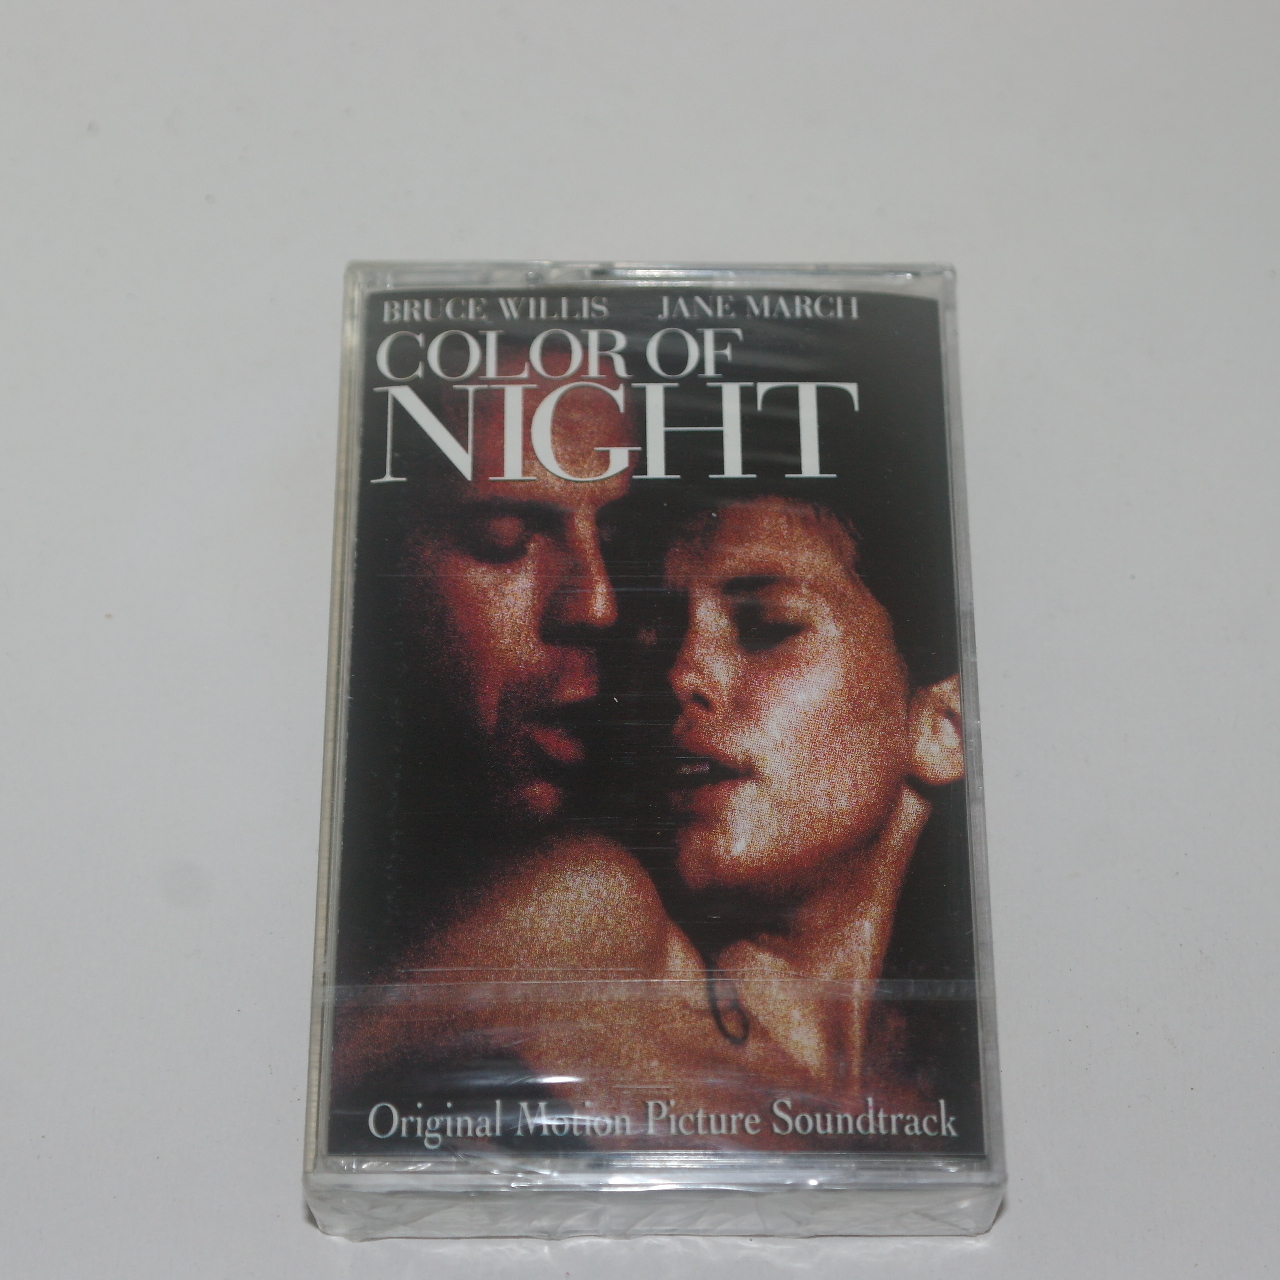 BRUCE WILLIS JANE MARCH
COLOR OF
NIGHT
Original Motion Picture Soundtrack